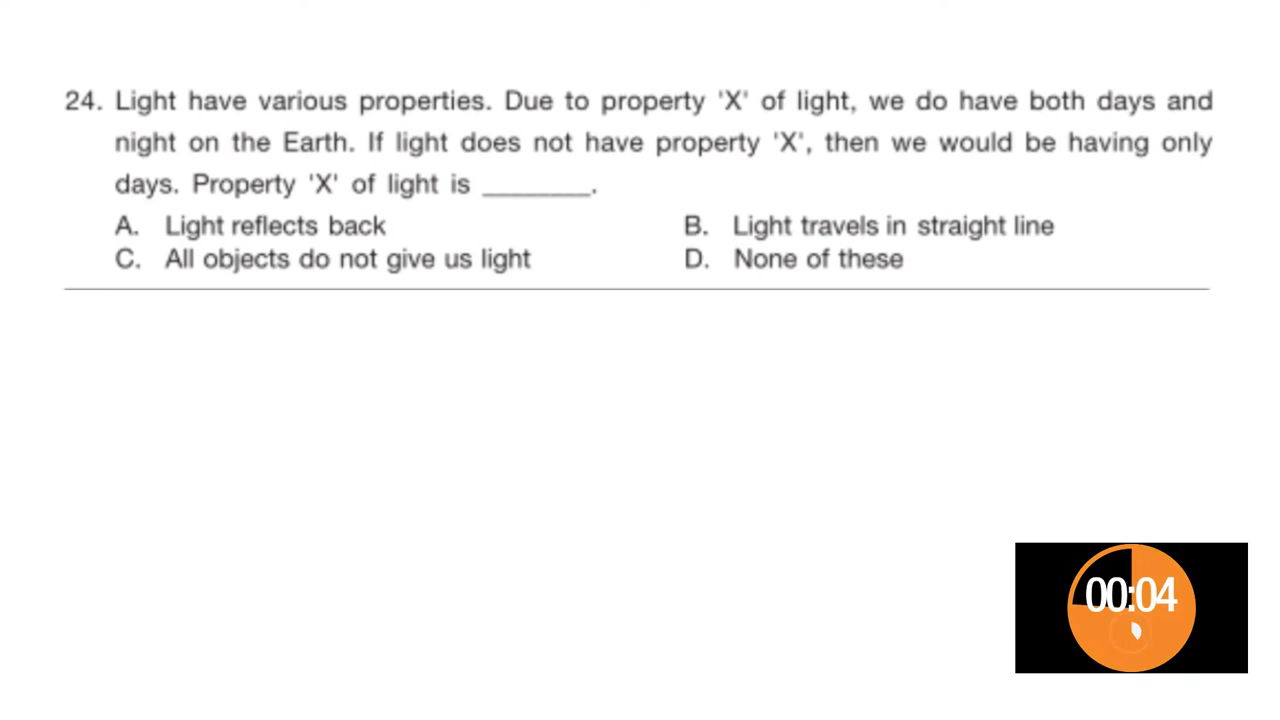 24. Light have various properties. Due to property 'X' of light, we do have both days and
night on the Earth. If light does not have property 'X', then we would be having only
days. Property 'X' of light is ________.
A. Light reflects back B. Light travels in straight line
C. All objects do not give us light D. None of these
00:04